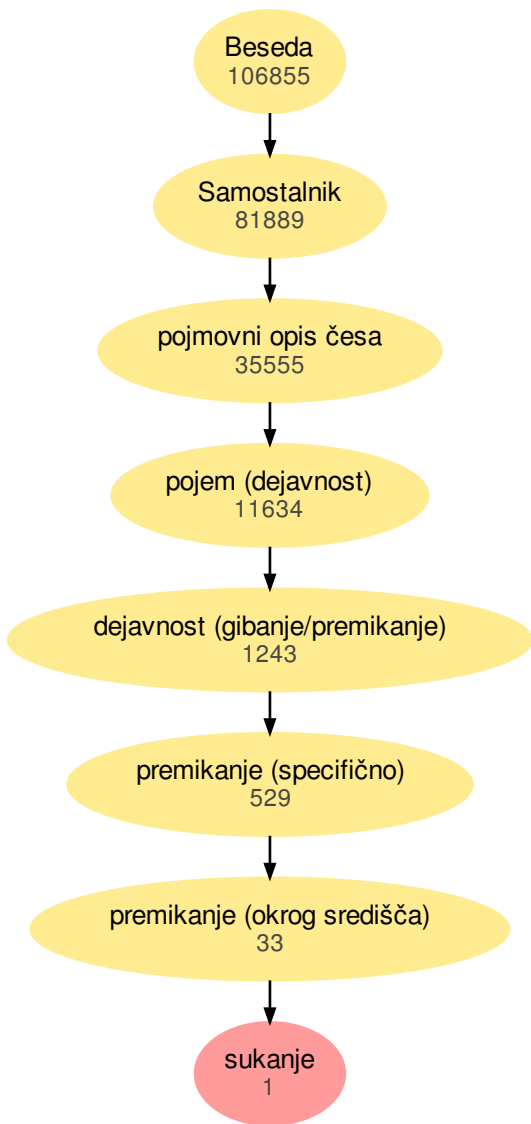 Beseda
106855
Samostalnik
81889
pojmovni opis česa
35555
pojem (dejavnost)
11634
dejavnost (gibanje/premikanje)
1243
premikanje (specifično)
529
premikanje (okrog središča)
33
sukanje
1